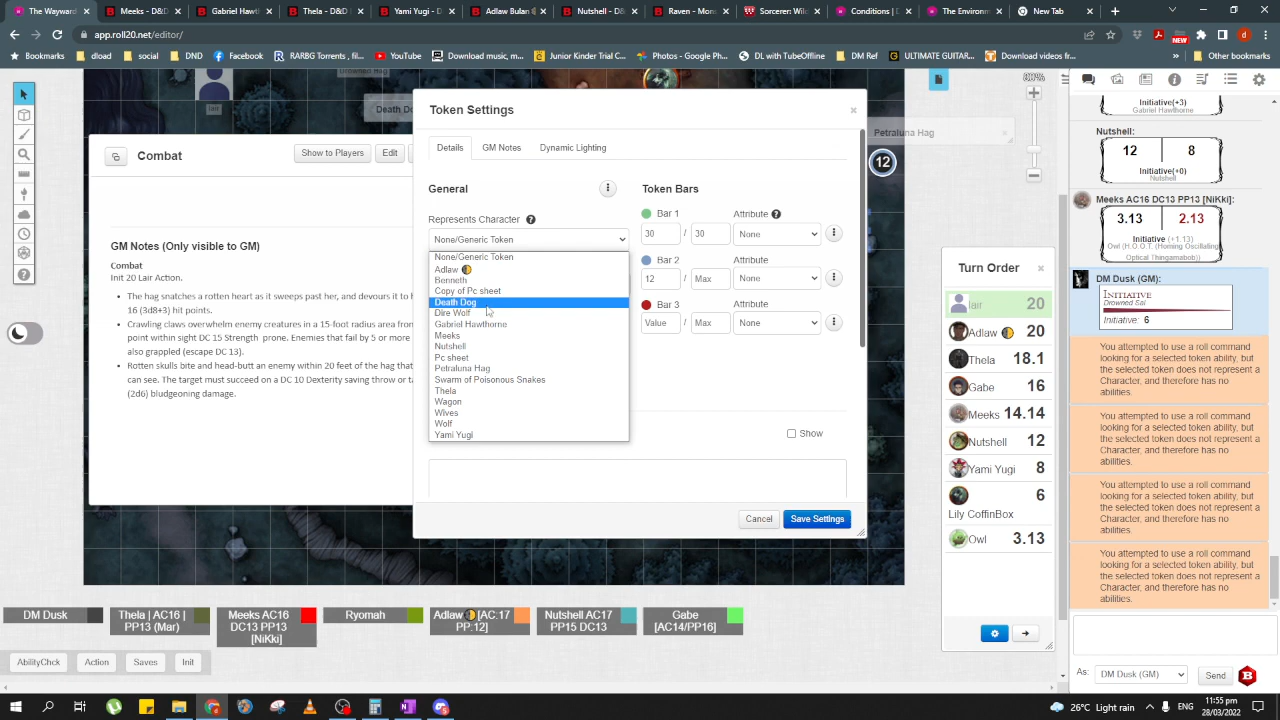 The Wayward
Conditions |
Gabriel Hawth
Thela - Monste
Meeks - Mons
Adlaw
Nutshell - D&
Raven - Mons
Sorcerer: Wild
Conditions |
The Enviror
New Tab
app.roll20.net/editor/
Bookmarks
dioad
social
DND
Facebook
RARBG Torrents , fil...
YouTube
Download music, m...
Junior Kinder Frida...
Google Photos - Ph...
DL with TubeOffline
DM Ref
ULTIMATE GUITAR...
Download videos f...
Other bookmarks
Drowned Hag
lair
Death Do
Petraluna Hag
12
Combat
Show to Players
Edit
GM Notes (Only visible to GM)
Combat
Init 20 Lair Action.
The hag snatches a rotten heart as it sweeps past her, and devours it to h
16 (3d8+3) hit points.
Crawling claws overwhelm enemy creatures in a 15-foot radius area from
point within sight DC 15 Strength prone. Enemies that fail by 5 or more
also grappled (escape DC 13).
Rotten skulls bite and head-butt an enemy within 20 feet of the hag that
can see. The target must succeed on a DC 10 Dexterity saving throw or ta
(2d6) bludgeoning damage.
Token Settings
Details
GM Notes
Dynamic Lighting
General
Represents Character
None/Generic Token
None/Generic Token
Adlaw
Benneth
Copy of Pc sheet
Death Dog
Dire Wolf
Gabriel Hawthorne
Meeks
Nutshell
Pc sheet
Petraluna Hag
Swarm of Poisonous Snakes
Thela
Wagon
Wives
Wolf
Yami Yugi
Token Bars
Bar 1
Attribute
30 / 30
None
Bar 2
Attribute
12 / Max
None
Bar 3
Attribute
Value / Max
None
Show
Cancel
Save Settings
Turn Order
lair 20
Adlaw 20
Thela 18.1
Gabe 16
Meeks 14.14
Nutshell 12
Yami Yugi 8
6
Lily CoffinBox
Owl 3.13
Initiative(+3)
Gabriel Hawthorne
Nutshell:
12 8
Initiative(+0)
Nutshell
Meeks AC16 DC13 PP13 [NiKki]:
3.13 2.13
Initiative (+1.13)
Owl (H.O.O.T. (Homing Oscillating
Optical Thingamabob))
DM Dusk (GM):
INITIATIVE
Drowned Sal
Initiative: 6
You attempted to use a roll command
looking for a selected token ability, but
the selected token does not represent a
Character, and therefore has no
abilities.
You attempted to use a roll command
looking for a selected token ability, but
the selected token does not represent a
Character, and therefore has no
abilities.
You attempted to use a roll command
looking for a selected token ability, but
the selected token does not represent a
Character, and therefore has no
abilities.
You attempted to use a roll command
looking for a selected token ability, but
the selected token does not represent a
Character, and therefore has no
abilities.
As:
DM Dusk (GM)
Send
DM Dusk
Thela | AC16 |
PP13 (Mar)
Meeks AC16
DC13 PP13
[NiKki]
Ryomah
Adlaw [AC:17
PP:12]
Nutshell AC17
PP15 DC13
Gabe
[AC14/PP16]
AbilityChck
Action
Saves
Init
25°C Light rain
11:55 pm
28/03/2022